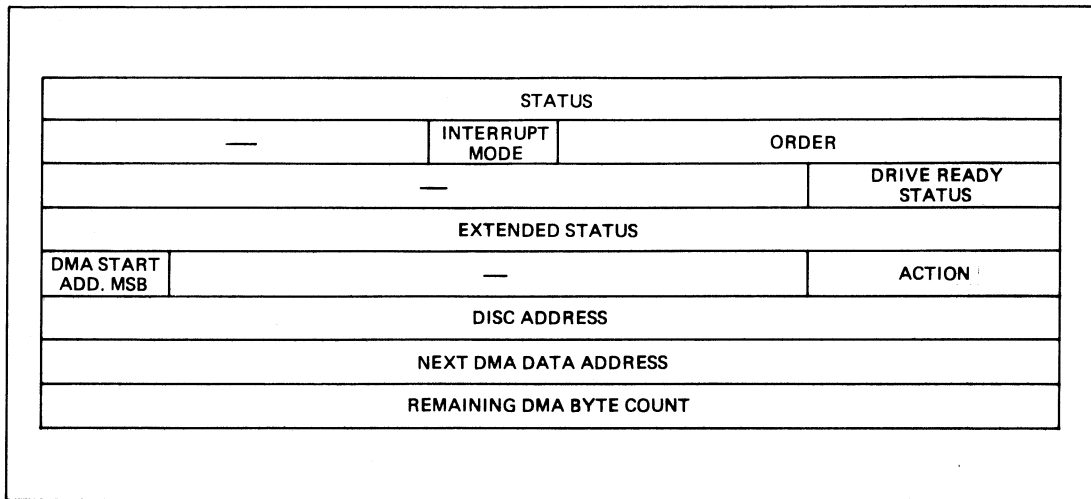 STATUS
— INTERRUPT MODE ORDER
— DRIVE READY STATUS
EXTENDED STATUS
DMA START ADD. MSB — ACTION
DISC ADDRESS
NEXT DMA DATA ADDRESS
REMAINING DMA BYTE COUNT